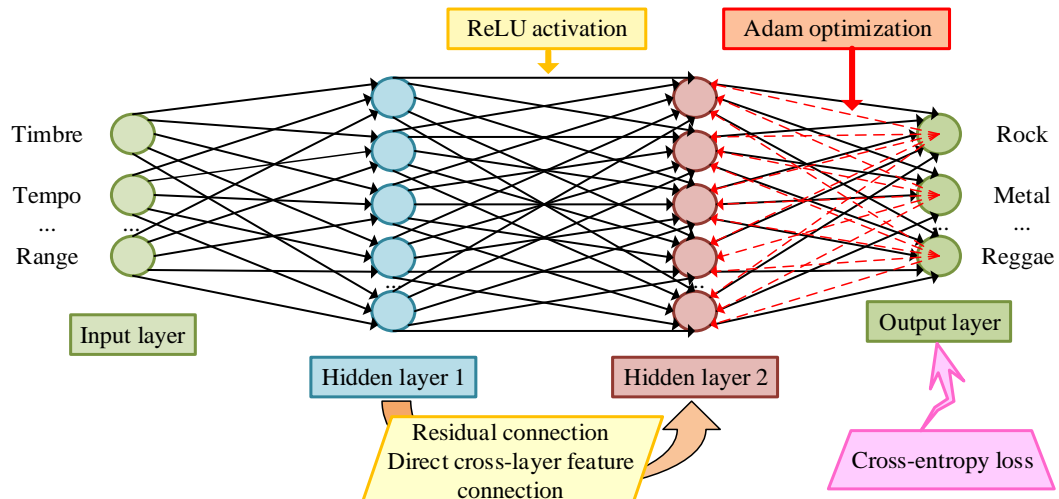 ReLU activation
Adam optimization
Timbre
Rock
Tempo
Metal
...
...
...
...
Range
Reggae
...
...
Input layer
Output layer
Hidden layer 1
Hidden layer 2
Residual connection
Direct cross-layer feature
connection
Cross-entropy loss